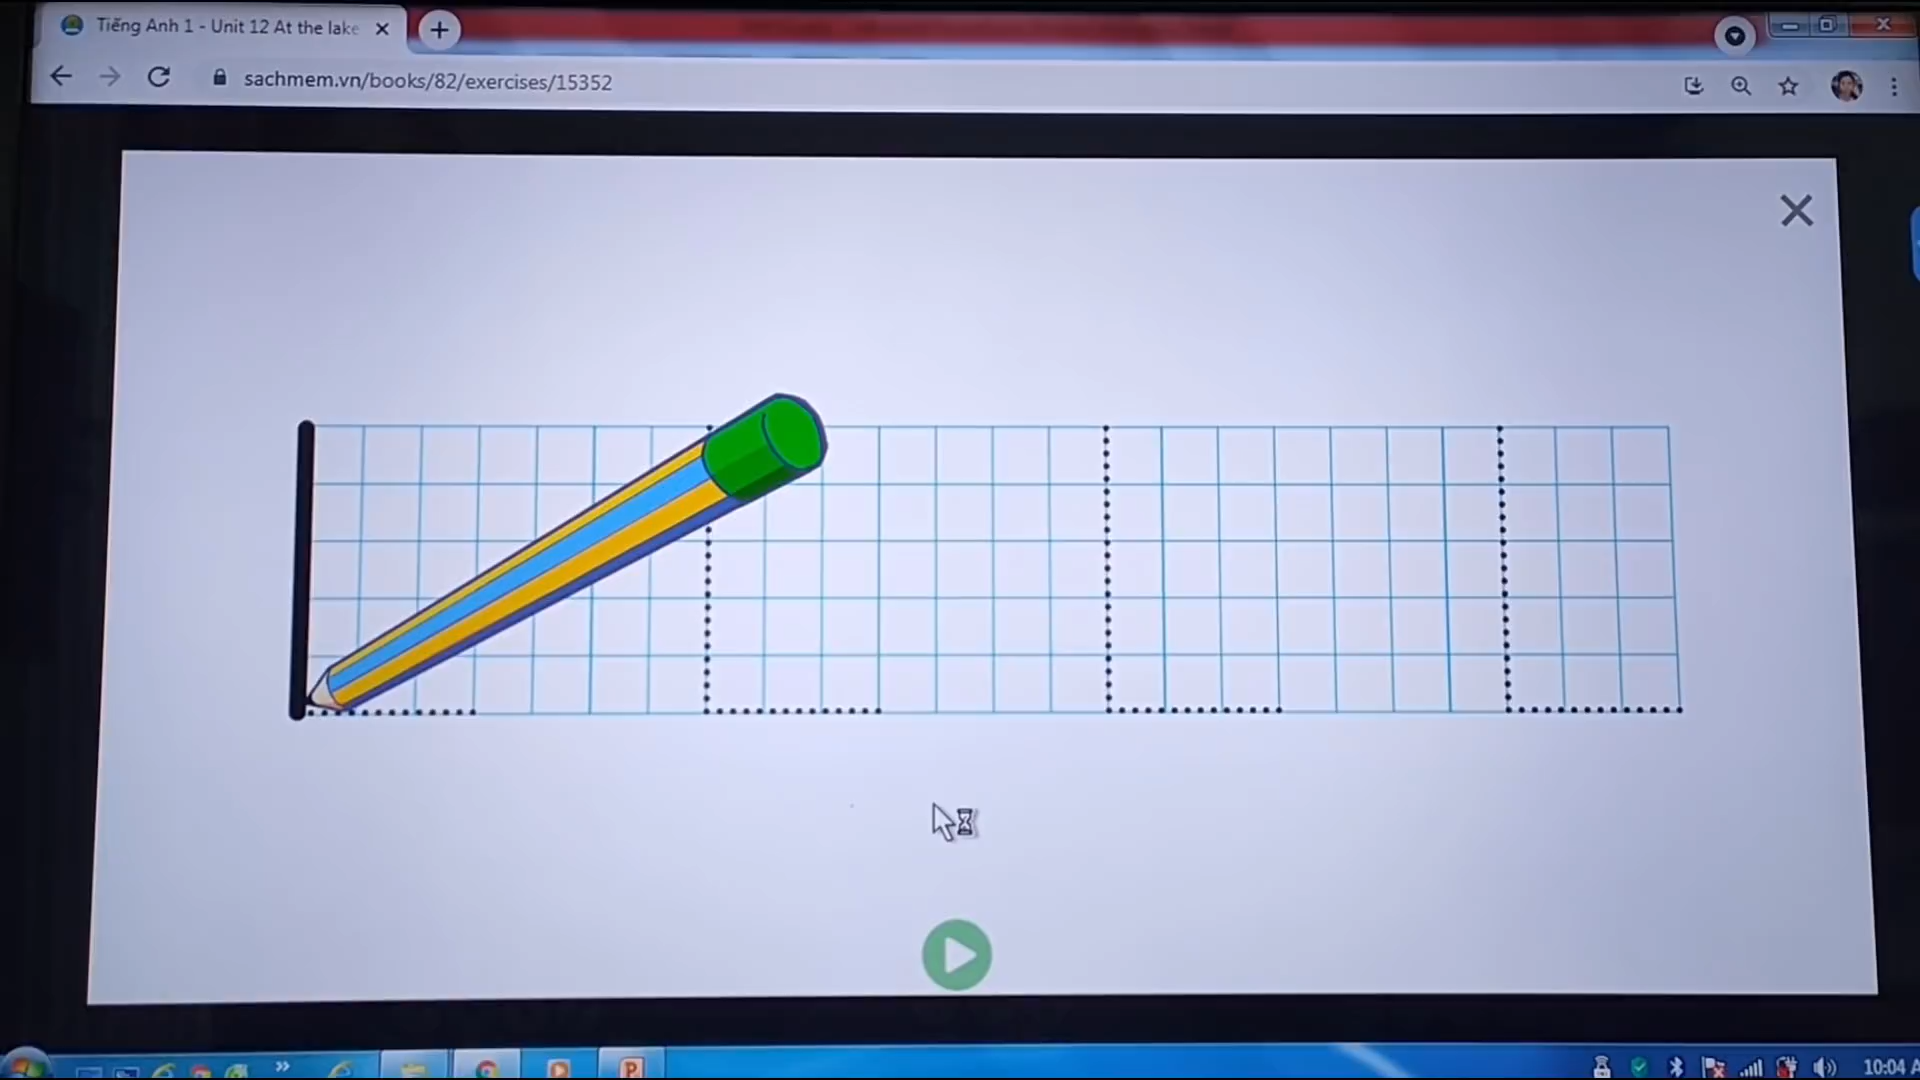 Tiếng Anh 1 - Unit 12 At the lake
sachmem.vn/books/82/exercises/15352
10:04 A